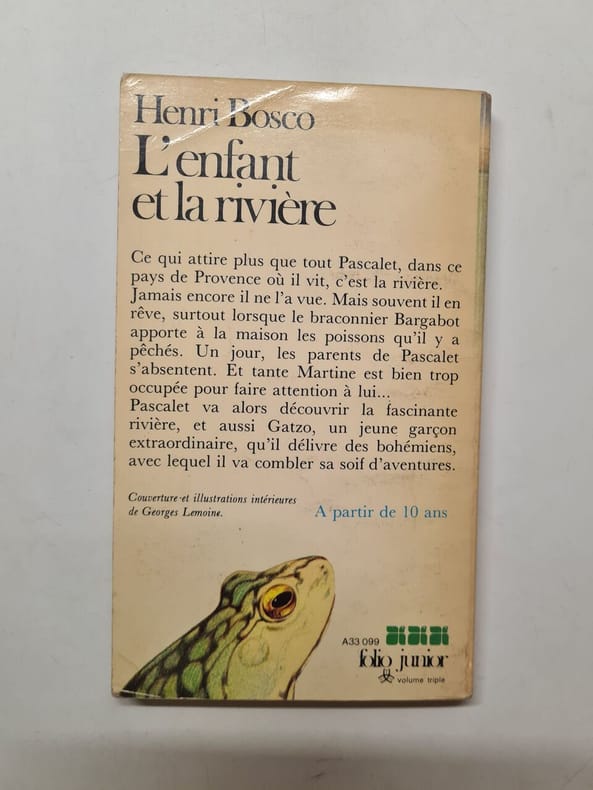 Henri Bosco
L'enfant
et la rivière
Ce qui attire plus que tout Pascalet, dans ce
pays de Provence où il vit, c'est la rivière.
Jamais encore il ne l'a vue. Mais souvent il en
rêve, surtout lorsque le braconnier Bargabot
apporte à la maison les poissons qu'il y a
pêchés. Un jour, les parents de Pascalet
s'absentent. Et tante Martine est bien trop
occupée pour faire attention à lui...
Pascalet va alors découvrir la fascinante
rivière, et aussi Gatzo, un jeune garçon
extraordinaire, qu'il délivre des bohémiens,
avec lequel il va combler sa soif d'aventures.
Couverture et illustrations intérieures
de Georges Lemoine.
A partir de 10 ans
A33 099
folio junior
volume triple